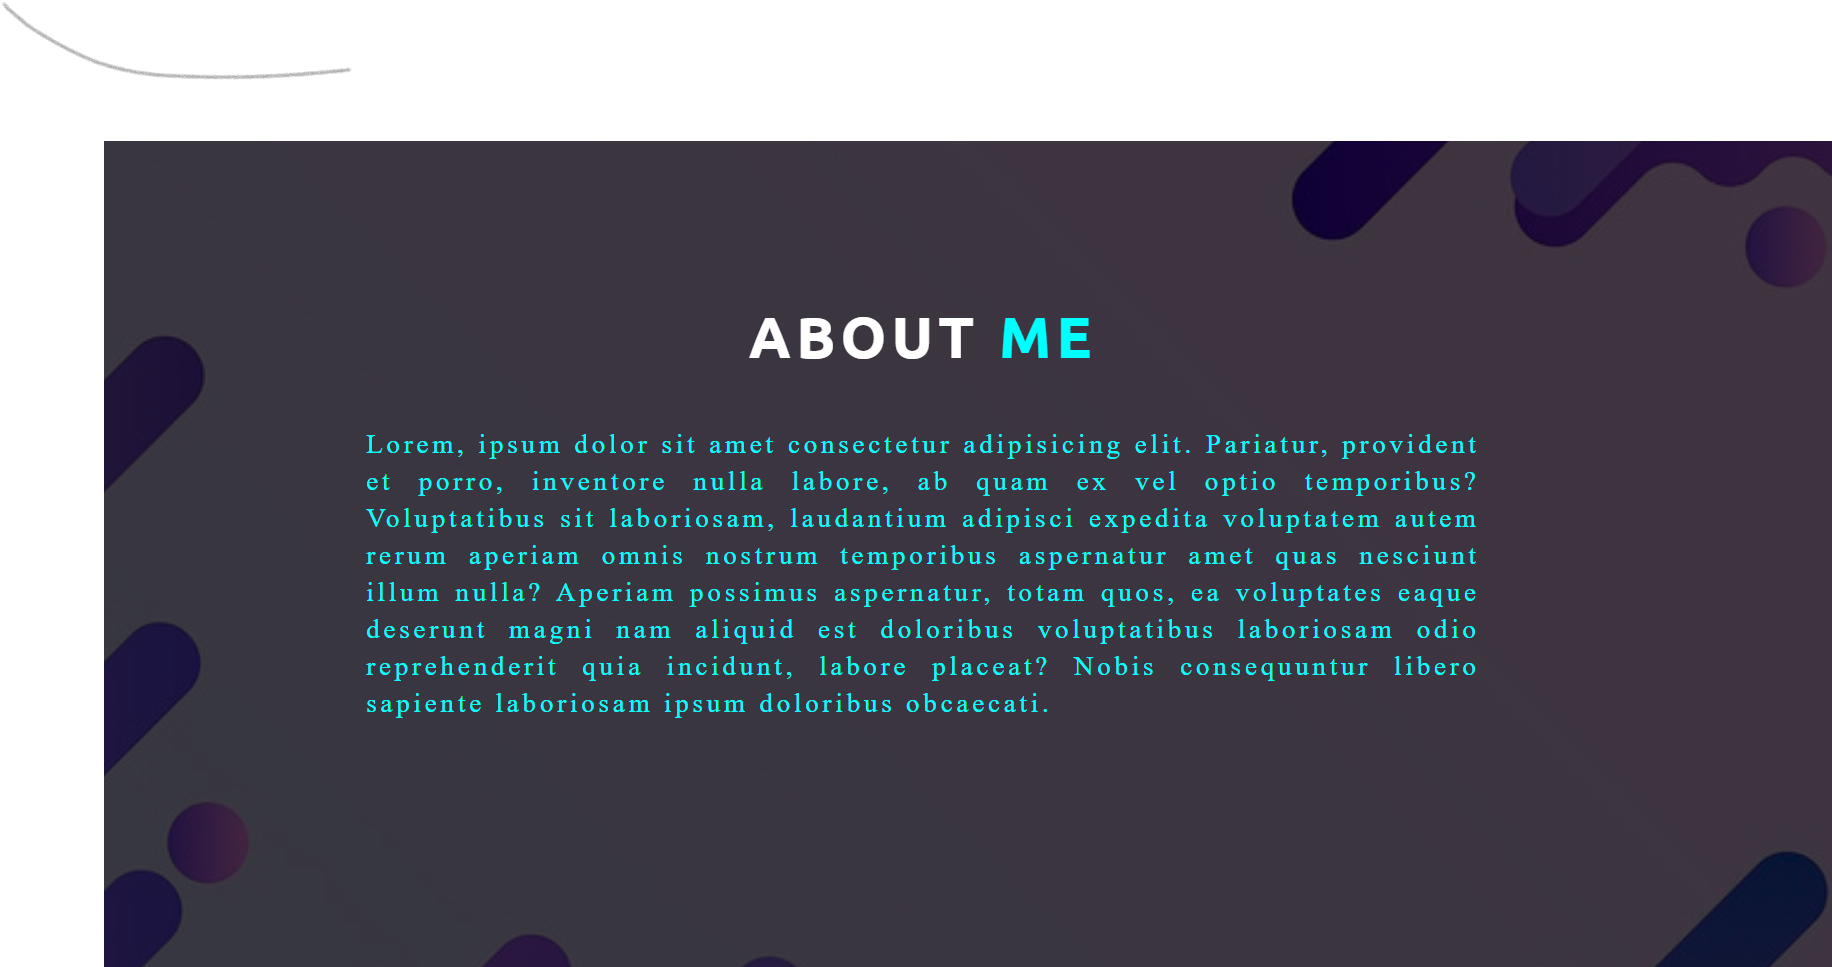 ABOUT ME
Lorem, ipsum dolor sit amet consectetur adipisicing elit. Pariatur, provident
et porro, inventore nulla labore, ab quam ex vel optio temporibus?
Voluptatibus sit laboriosam, laudantium adipisci expedita voluptatem autem
rerum aperiam omnis nostrum temporibus aspernatur amet quas nesciunt
illum nulla? Aperiam possimus aspernatur, totam quos, ea voluptates eaque
deserunt magni nam aliquid est doloribus voluptatibus laboriosam odio
reprehenderit quia incidunt, labore placeat? Nobis consequuntur libero
sapiente laboriosam ipsum doloribus obcaecati.